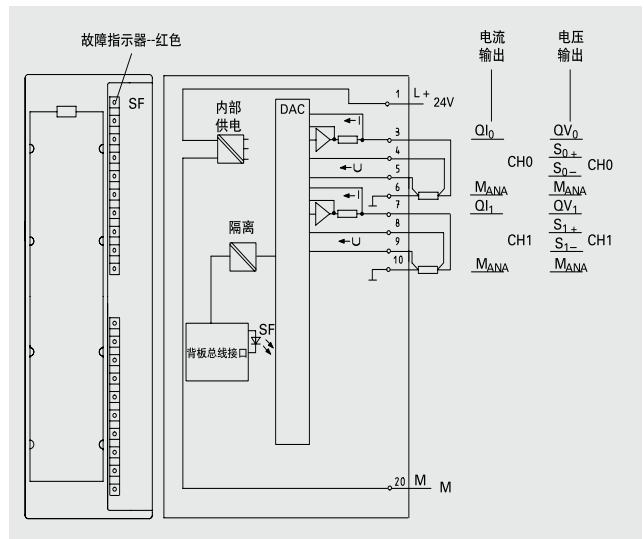 故障指示器--红色
电流
输出
电压
输出
SF
1 L+
24V
内部
供电
DAC
I
3
QI0
QV0
4
S0+
CH0
S0−
CH0
U
5
6
MANA
MANA
I
7
QI1
QV1
8
S1+
隔离
U
9
CH1
S1−
CH1
10
MANA
MANA
SF
背板总线接口
20 M
M